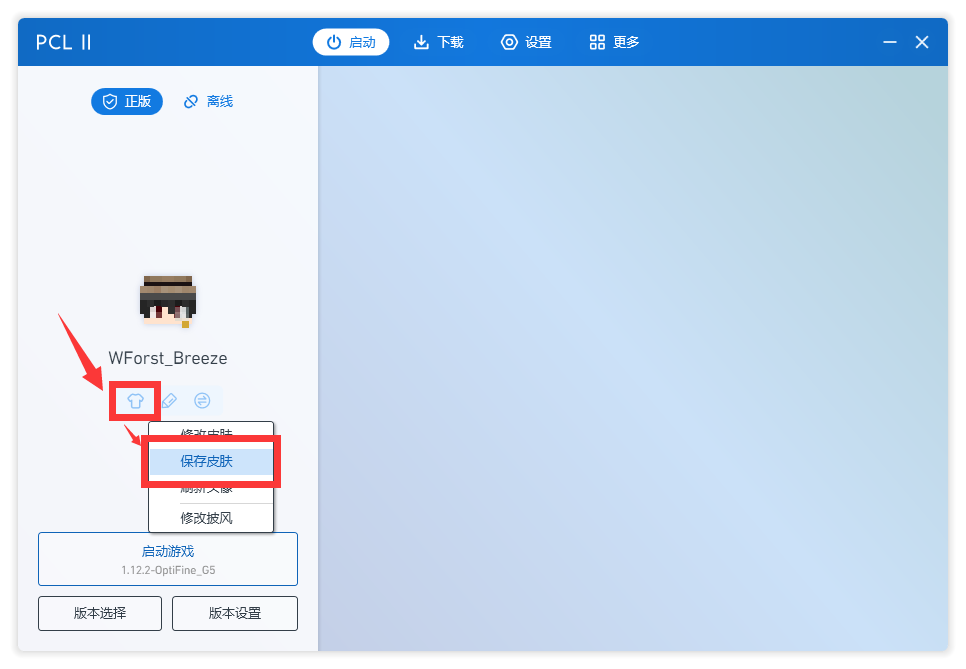 PCL II
启动
下载
设置
更多
正版
离线
WForst_Breeze
修改皮肤
保存皮肤
刷新头像
修改披风
启动游戏
1.12.2-OptiFine_G5
版本选择
版本设置